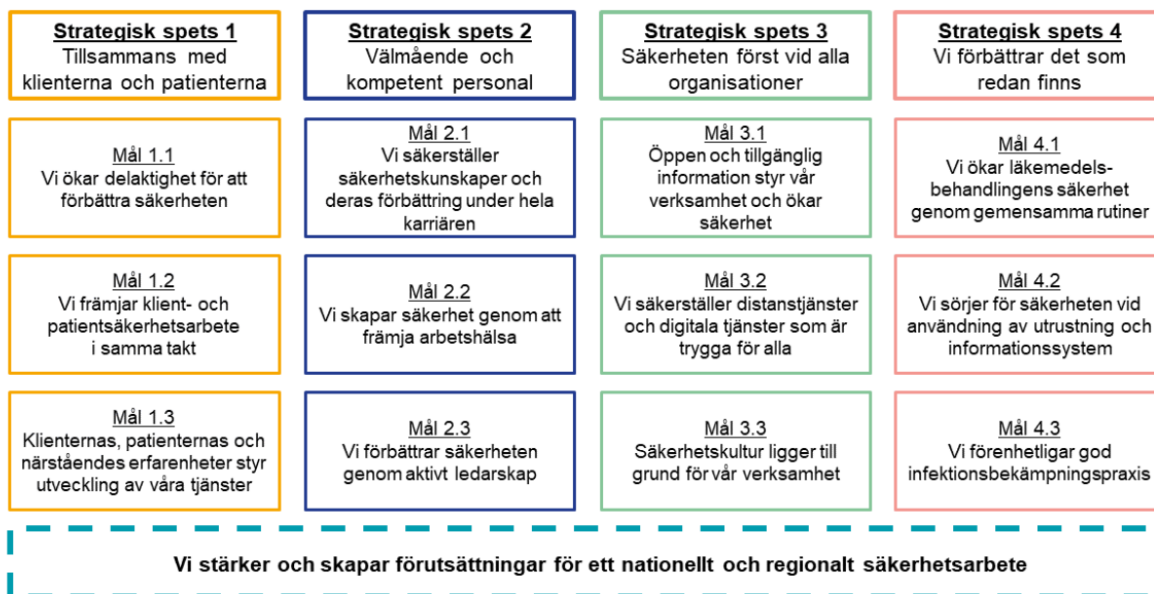 Strategisk spets 1
Tillsammans med
klienterna och patienterna
Strategisk spets 2
Välmående och
kompetent personal
Strategisk spets 3
Säkerheten först vid alla
organisationer
Strategisk spets 4
Vi förbättrar det som
redan finns
Mål 1.1
Vi ökar delaktighet för att
förbättra säkerheten
Mål 2.1
Vi säkerställer
säkerhetskunskaper och
deras förbättring under hela
karriären
Mål 3.1
Öppen och tillgänglig
information styr vår
verksamhet och ökar
säkerhet
Mål 4.1
Vi ökar läkemedels-
behandlingens säkerhet
genom gemensamma rutiner
Mål 1.2
Vi främjar klient- och
patientsäkerhetsarbete
i samma takt
Mål 2.2
Vi skapar säkerhet genom att
främja arbetshälsa
Mål 3.2
Vi säkerställer distanstjänster
och digitala tjänster som är
trygga för alla
Mål 4.2
Vi sörjer för säkerheten vid
användning av utrustning och
informationssystem
Mål 1.3
Klienternas, patienternas och
närståendes erfarenheter styr
utveckling av våra tjänster
Mål 2.3
Vi förbättrar säkerheten
genom aktivt ledarskap
Mål 3.3
Säkerhetskultur ligger till
grund för vår verksamhet
Mål 4.3
Vi förenhetligar god
infektionsbekämpningspraxis
Vi stärker och skapar förutsättningar för ett nationellt och regionalt säkerhetsarbete